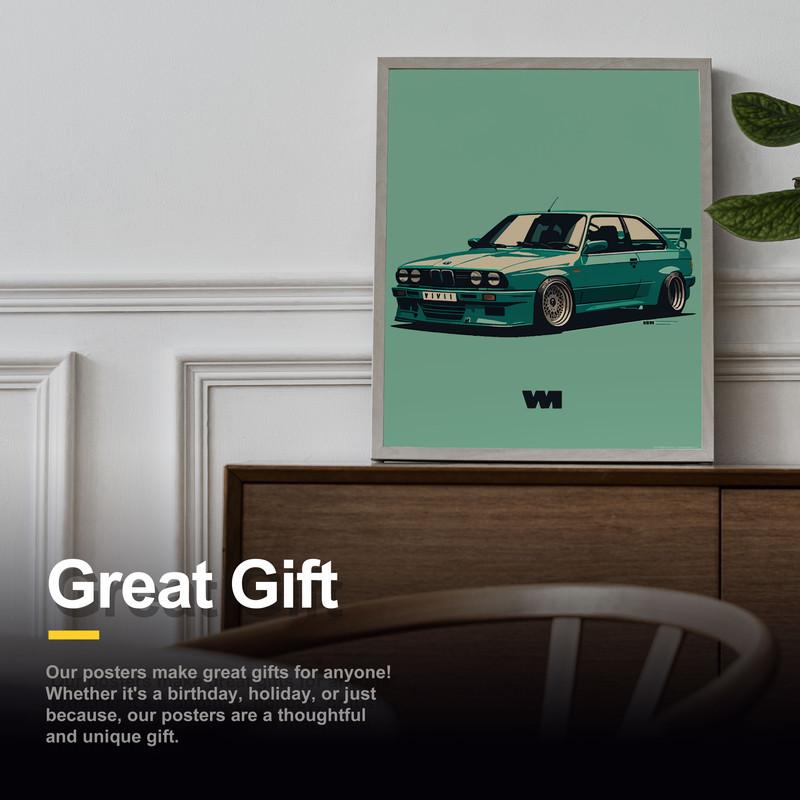 VM
Great Gift
Our posters make great gifts for anyone!
Whether it's a birthday, holiday, or just
because, our posters are a thoughtful
and unique gift.